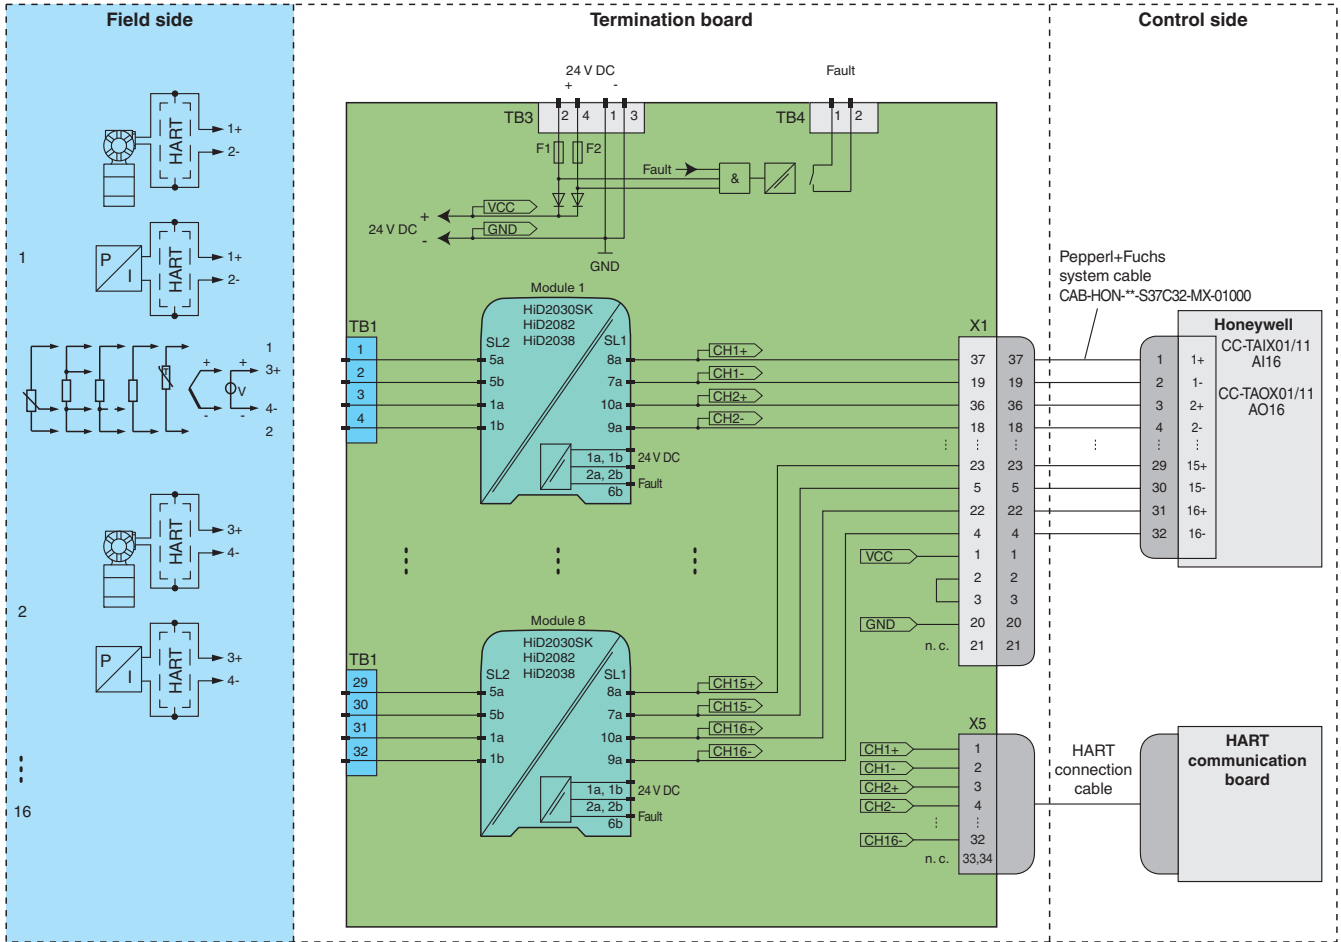 Field side
Termination board
Control side
24 V DC
+ -
Fault
TB3 2 4 1 3
TB4 1 2
F1 F2
Fault
&
VCC
+
24 V DC
-
GND
GND
HART 1+
2-
1
P
I
HART 1+
2-
1
+ + 3+
V
- - 4-
2
HART 3+
4-
2
P
I
HART 3+
4-
16
Module 1
HiD2030SK
HiD2082
HiD2038
SL2 SL1
TB1
1 5a 8a CH1+
2 5b 7a CH1-
3 1a 10a CH2+
4 1b 9a CH2-
1a, 1b 24 V DC
2a, 2b
6b Fault
Module 8
HiD2030SK
HiD2082
HiD2038
SL2 SL1
TB1
29 5a 8a CH15+
30 5b 7a CH15-
31 1a 10a CH16+
32 1b 9a CH16-
1a, 1b 24 V DC
2a, 2b
6b Fault
X1
37 37
19 19
36 36
18 18
23 23
5 5
22 22
4 4
VCC 1 1
2 2
3 3
GND 20 20
n. c. 21 21
X5
CH1+ 1
CH1- 2
CH2+ 3
CH2- 4
CH16- 32
n. c. 33,34
Pepperl+Fuchs
system cable
CAB-HON-**-S37C32-MX-01000
Honeywell
CC-TAIX01/11
AI16
CC-TAOX01/11
AO16
1 1+
2 1-
3 2+
4 2-
29 15+
30 15-
31 16+
32 16-
HART
connection
cable
HART
communication
board